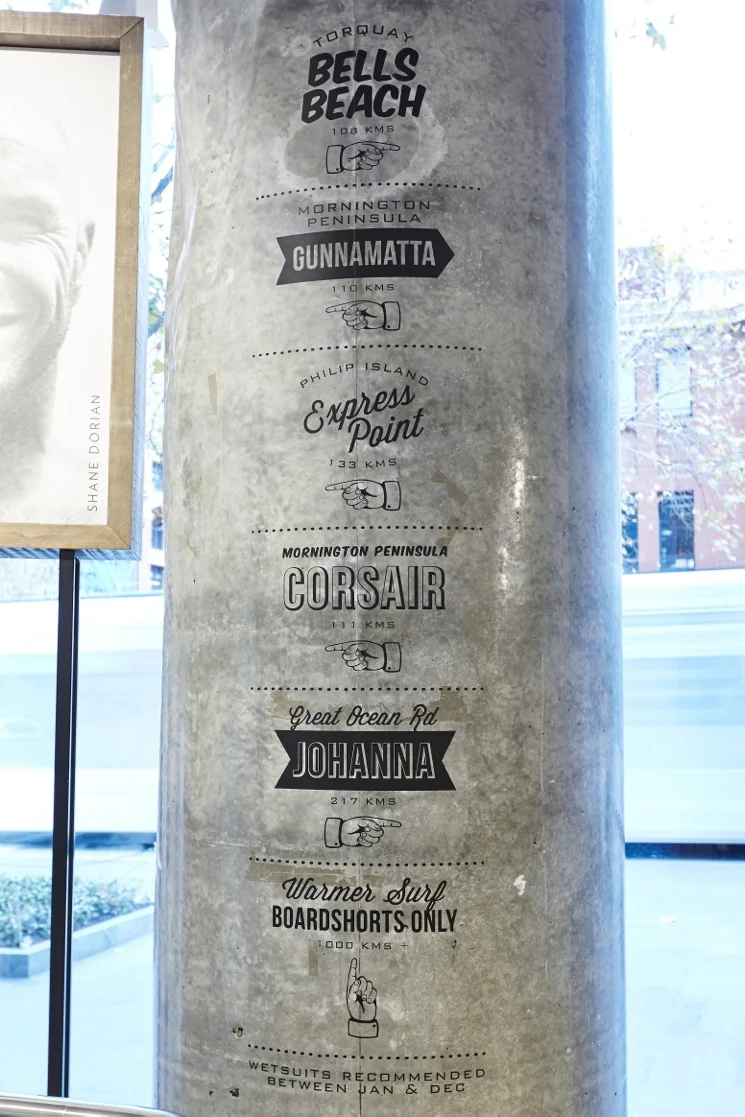 TORQUAY
BELLS
BEACH
108 KMS
MORNINGTON
PENINSULA
GUNNAMATTA
110 KMS
PHILIP ISLAND
Express
Point
133 KMS
MORNINGTON PENINSULA
CORSAIR
111 KMS
Great Ocean Rd
JOHANNA
217 KMS
Warmer Surf
BOARDSHORTS ONLY
1000 KMS +
WETSUITS RECOMMENDED
BETWEEN JAN & DEC
SHANE DORIAN